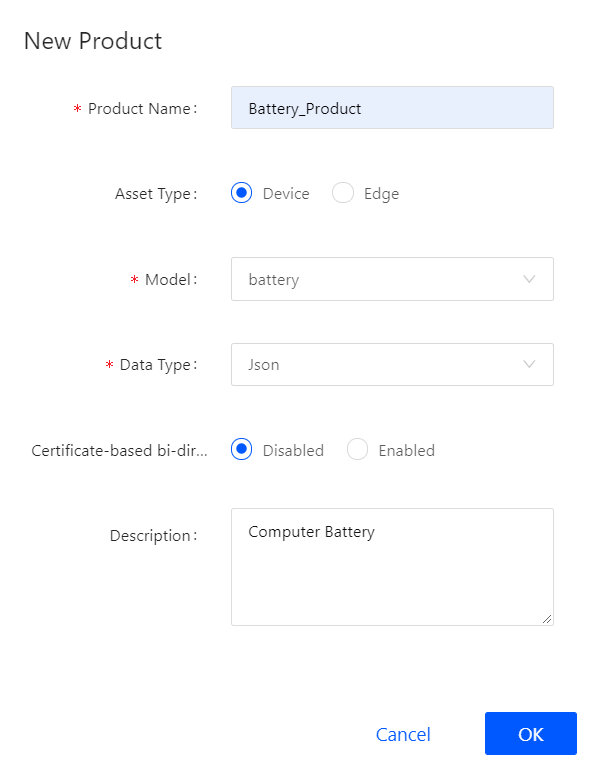 New Product
* Product Name:
Battery_Product
Asset Type:
Device
Edge
* Model:
battery
* Data Type:
Json
Certificate-based bi-dir...
Disabled
Enabled
Description:
Computer Battery
Cancel
OK